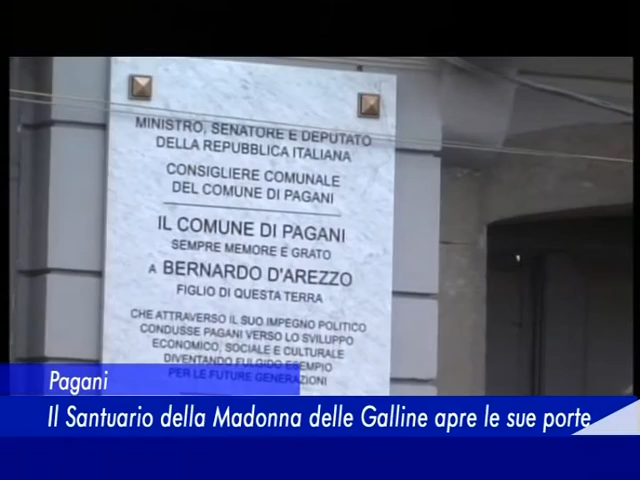 MINISTRO, SENATORE E DEPUTATO
DELLA REPUBBLICA ITALIANA
CONSIGLIERE COMUNALE
DEL COMUNE DI PAGANI
IL COMUNE DI PAGANI
SEMPRE MEMORE E GRATO
A BERNARDO D'AREZZO
FIGLIO DI QUESTA TERRA
CHE ATTRAVERSO IL SUO IMPEGNO POLITICO
CONDUSSE PAGANI VERSO LO SVILUPPO
ECONOMICO, SOCIALE E CULTURALE
DIVENTANDO FULGIDO ESEMPIO
PER LE FUTURE GENERAZIONI
Pagani
Il Santuario della Madonna delle Galline apre le sue porte